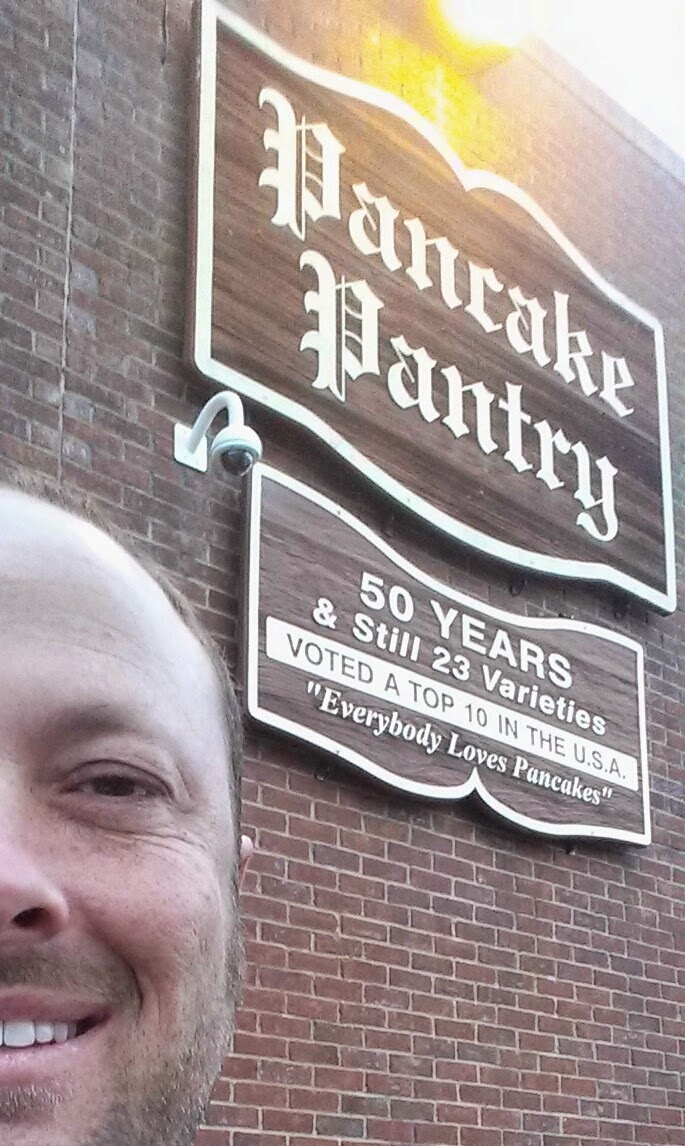 Pancake
Pantry
50 YEARS
& Still 23 Varieties
VOTED A TOP 10 IN THE U.S.A.
"Everybody Loves Pancakes"